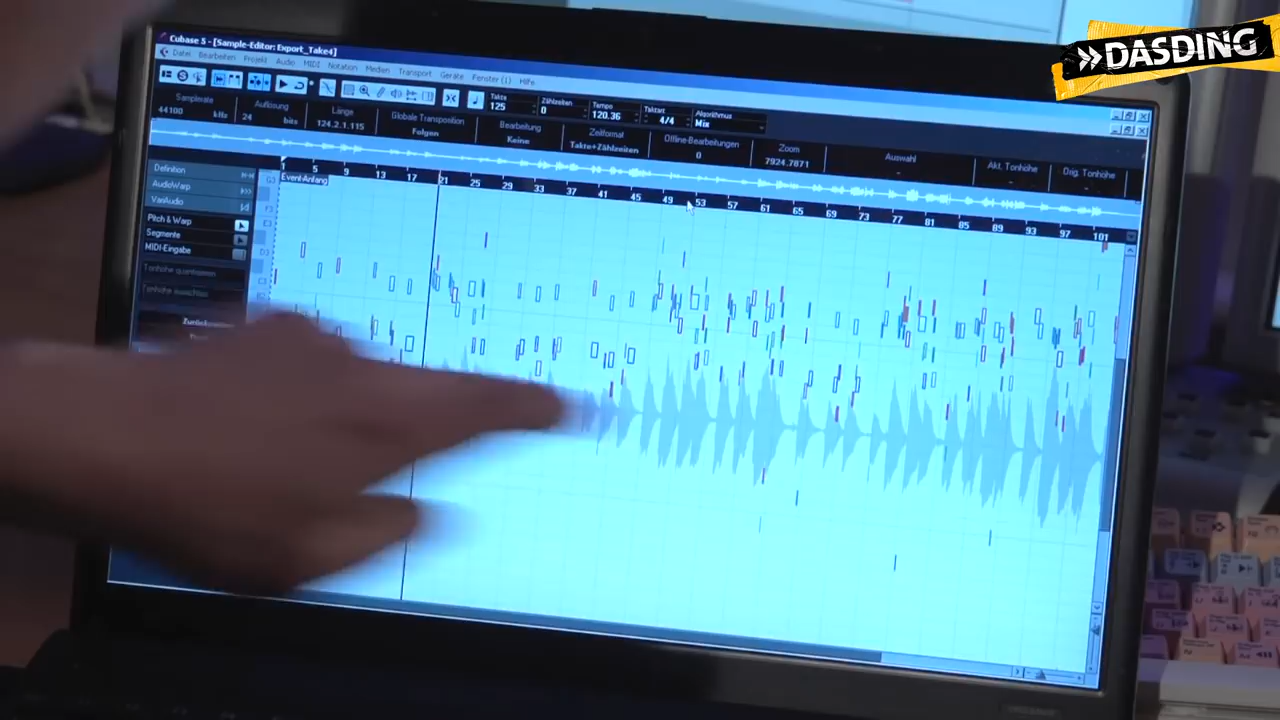 DASDING
Cubase 5 - [Sample-Editor: Export_Take4]
Datei Bearbeiten Projekt Audio MIDI Notation Medien Transport Geräte Fenster (1) Hilfe
Takte 125 Zählzeiten 0 Tempo 120.36 Taktart 4/4 Algorithmus Mix
Samplerate Auflösung Länge Globale Transposition Bearbeitung Zeitformat Offline-Bearbeitungen Zoom Auswahl Akt. Tonhöhe Orig. Tonhöhe
44100 kHz 24 bits 124.2.1.115 Folgen Keine Takte+Zählzeiten 0 7924.7871
Definition
AudioWarp
VariAudio
Pitch & Warp
Segmente
MIDI-Eingabe
Tonhöhe quantisieren
1 5 9 13 17 21 25 29 33 37 41 45 49 53 57 61 65 69 73 77 81 85 89 93 97 101
Event-Anfang